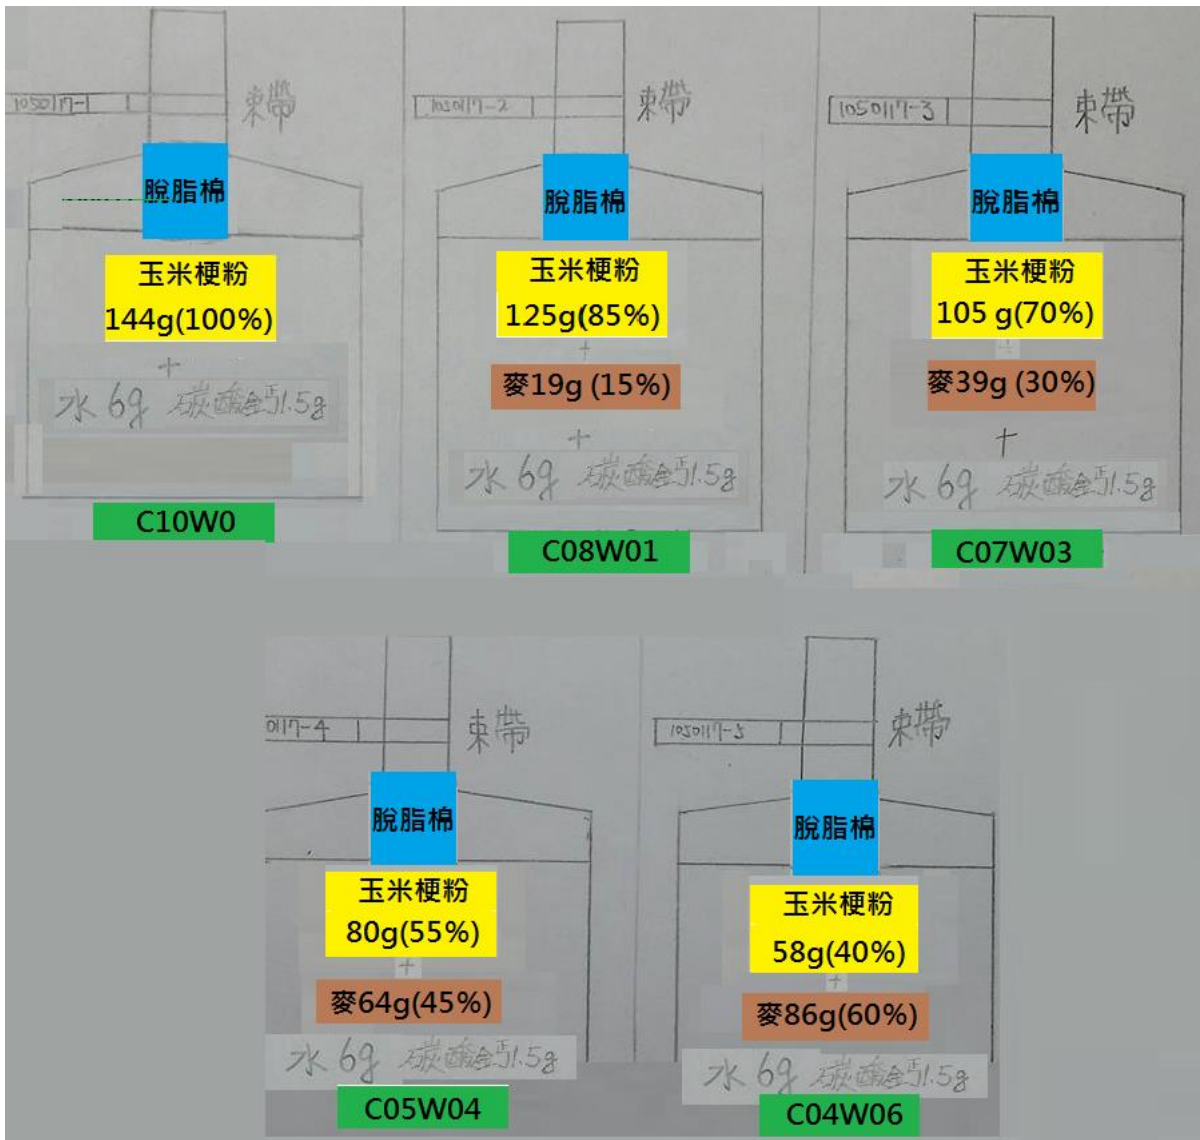 1050117-1
束帶
脫脂棉
玉米梗粉
144g(100%)
+
水 6g 碳酸鈣1.5g
C10W0
1050117-2
束帶
脫脂棉
玉米梗粉
125g(85%)
+
麥19g (15%)
+
水 6g 碳酸鈣1.5g
C08W01
1050117-3
束帶
脫脂棉
玉米梗粉
105 g(70%)
+
麥39g (30%)
+
水 6g 碳酸鈣1.5g
C07W03
0117-4
束帶
脫脂棉
玉米梗粉
80g(55%)
+
麥64g(45%)
水 6g 碳酸鈣1.5g
C05W04
1050117-5
束帶
脫脂棉
玉米梗粉
58g(40%)
+
麥86g(60%)
水 6g 碳酸鈣1.5g
C04W06